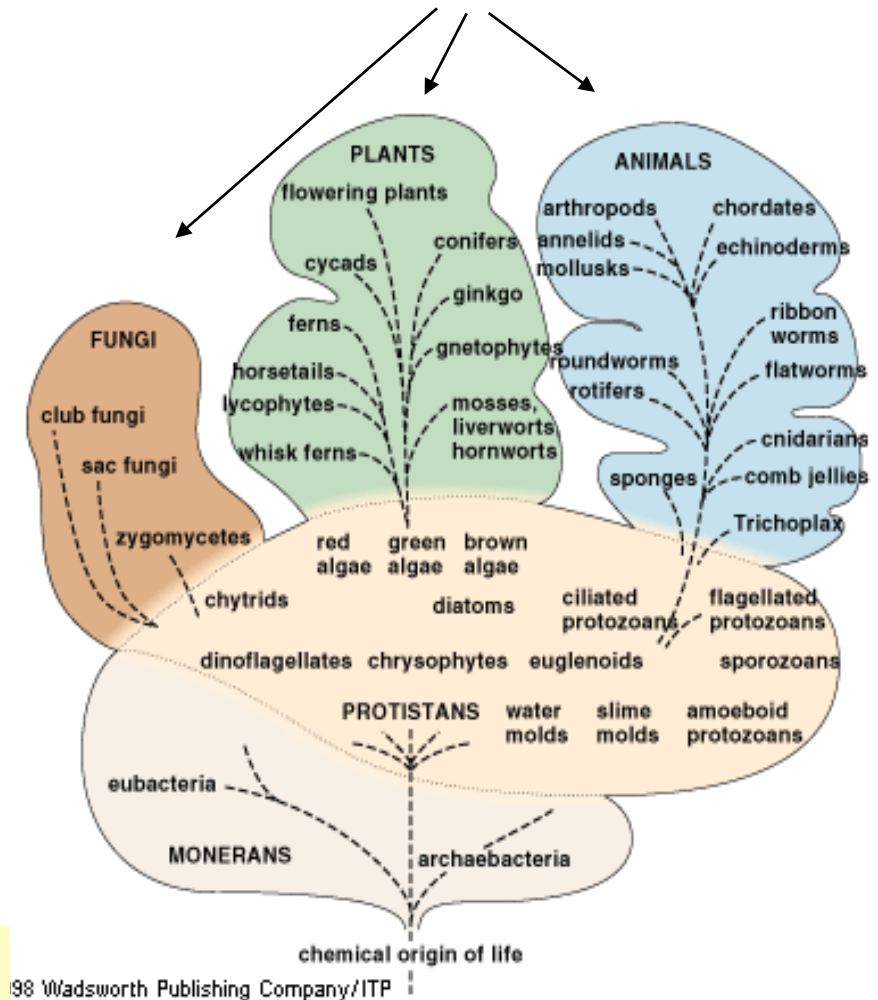 PLANTS
flowering plants
conifers
cycads
ginkgo
ferns
gnetophytes
horsetails
lycophytes
mosses,
liverworts
hornworts
whisk ferns
ANIMALS
arthropods
chordates
annelids
echinoderms
mollusks
ribbon
worms
roundworms
flatworms
rotifers
cnidarians
sponges
comb jellies
Trichoplax
FUNGI
club fungi
sac fungi
zygomycetes
red
algae
green
algae
brown
algae
chytrids
diatoms
ciliated
protozoans
flagellated
protozoans
dinoflagellates
chrysophytes
euglenoids
sporozoans
PROTISTANS
water
molds
slime
molds
amoeboid
protozoans
eubacteria
MONERANS
archaebacteria
chemical origin of life
98 Wadsworth Publishing Company/ITP